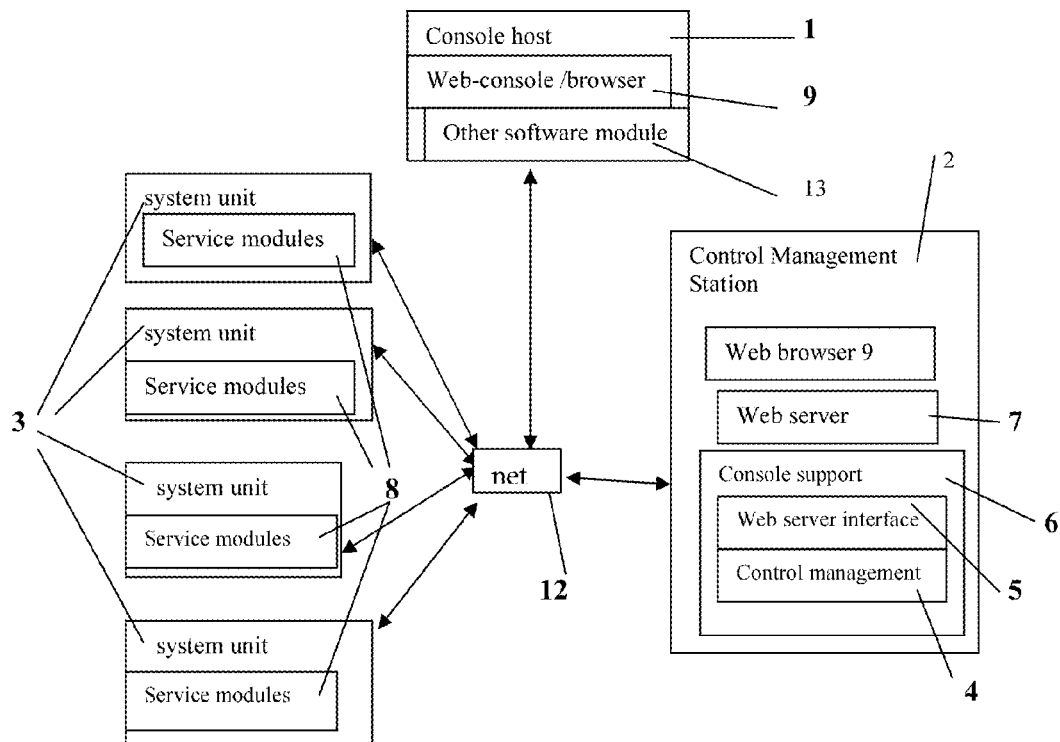 Console host
1
Web-console /browser
9
Other software module
13
2
system unit
Service modules
Control Management
Station
system unit
Service modules
Web browser 9
Web server
7
3
system unit
8
Service modules
net
12
Console support
6
Web server interface
5
Control management
4
system unit
Service modules